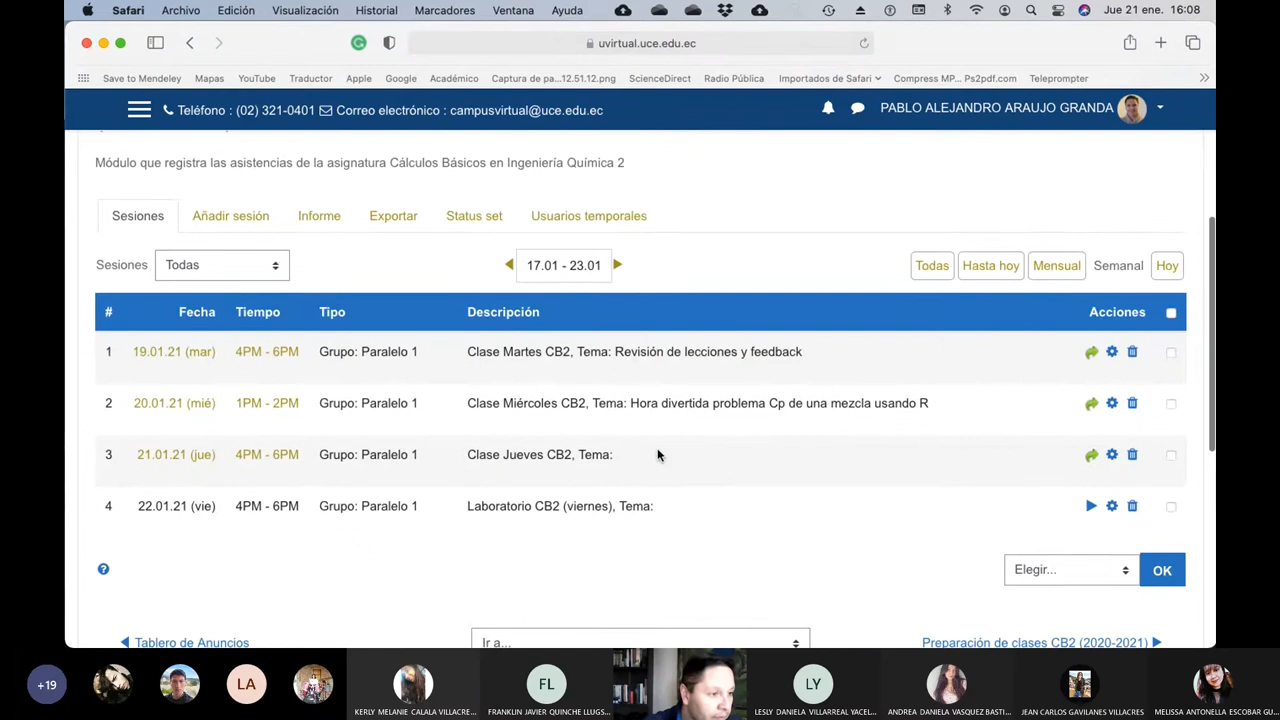 Safari Archivo Edición Visualización Historial Marcadores Ventana Ayuda Jue 21 ene. 16:08
uvirtual.uce.edu.ec
Save to Mendeley Mapas YouTube Traductor Apple Google Académico Captura de pa...12.51.12.png ScienceDirect Radio Pública Importados de Safari Compress MP... Ps2pdf.com Teleprompter
Teléfono : (02) 321-0401 Correo electrónico : campusvirtual@uce.edu.ec PABLO ALEJANDRO ARAUJO GRANDA
Módulo que registra las asistencias de la asignatura Cálculos Básicos en Ingeniería Química 2
Sesiones Añadir sesión Informe Exportar Status set Usuarios temporales
Sesiones Todas 17.01 - 23.01 Todas Hasta hoy Mensual Semanal Hoy
# Fecha Tiempo Tipo Descripción Acciones
1 19.01.21 (mar) 4PM - 6PM Grupo: Paralelo 1 Clase Martes CB2, Tema: Revisión de lecciones y feedback
2 20.01.21 (mié) 1PM - 2PM Grupo: Paralelo 1 Clase Miércoles CB2, Tema: Hora divertida problema Cp de una mezcla usando R
3 21.01.21 (jue) 4PM - 6PM Grupo: Paralelo 1 Clase Jueves CB2, Tema:
4 22.01.21 (vie) 4PM - 6PM Grupo: Paralelo 1 Laboratorio CB2 (viernes), Tema:
Elegir... OK
Tablero de Anuncios Ir a... Preparación de clases CB2 (2020-2021)
+19 LA FL LY
KERLY MELANIE CALALA VILLACRE... FRANKLIN JAVIER QUINCHE LLUGS... LESLY DANIELA VILLARREAL YACEL... ANDREA DANIELA VASQUEZ BASTI... JEAN CARLOS GAVILANES VILLACRES MELISSA ANTONELLA ESCOBAR GU...